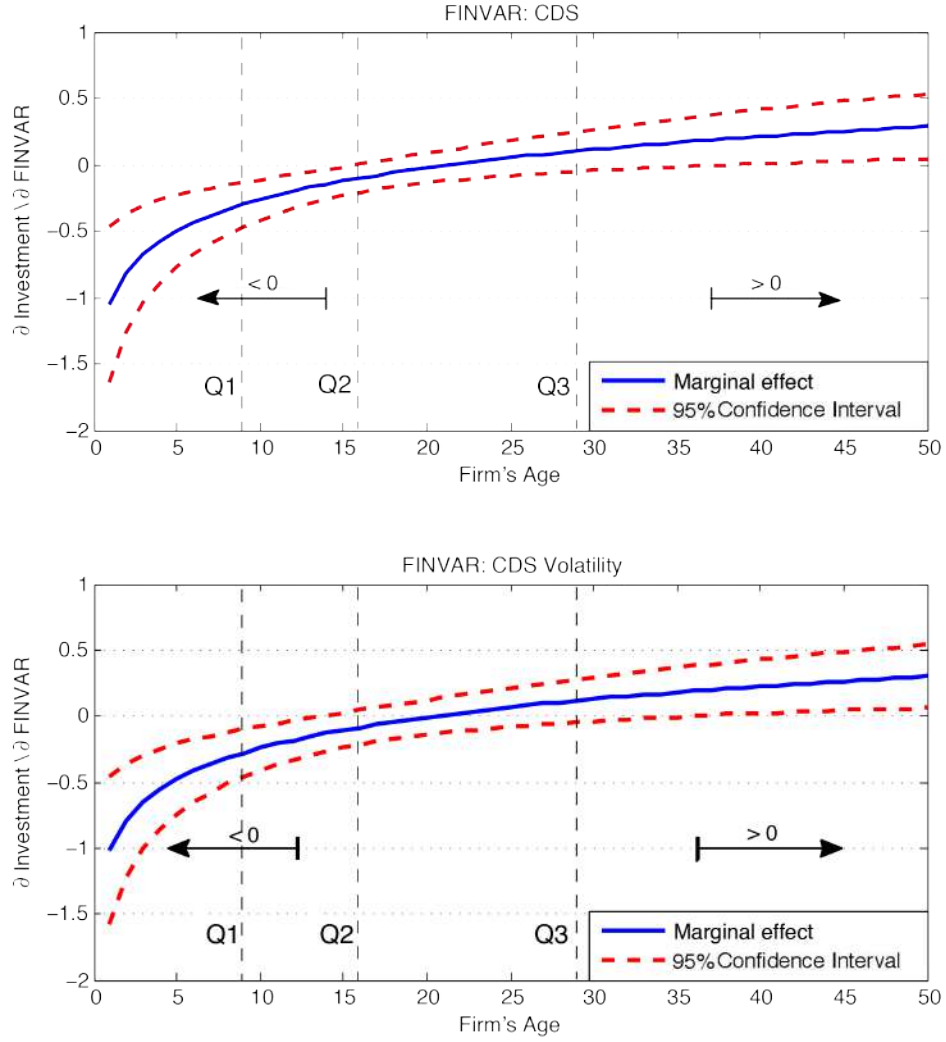 FINVAR: CDS
1
0.5
0
−0.5
−1
−1.5
−2
∂ Investment \ ∂ FINVAR
< 0
> 0
Q1
Q2
Q3
Marginal effect
95% Confidence Interval
0 5 10 15 20 25 30 35 40 45 50
Firm's Age
FINVAR: CDS Volatility
1
0.5
0
−0.5
−1
−1.5
−2
∂ Investment \ ∂ FINVAR
< 0
> 0
Q1
Q2
Q3
Marginal effect
95% Confidence Interval
0 5 10 15 20 25 30 35 40 45 50
Firm's Age